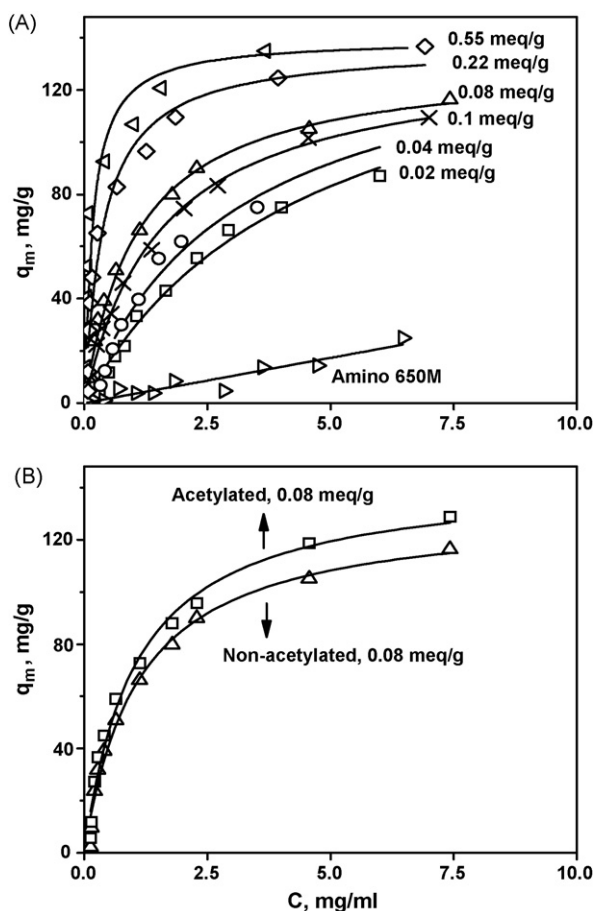 (A)
q_m, mg/g
120
80
40
0
0.55 meq/g
0.22 meq/g
0.08 meq/g
0.1 meq/g
0.04 meq/g
0.02 meq/g
Amino 650M
0.0 2.5 5.0 7.5 10.0
(B)
q_m, mg/g
120
80
40
0
Acetylated, 0.08 meq/g
Non-acetylated, 0.08 meq/g
0.0 2.5 5.0 7.5 10.0
C, mg/ml